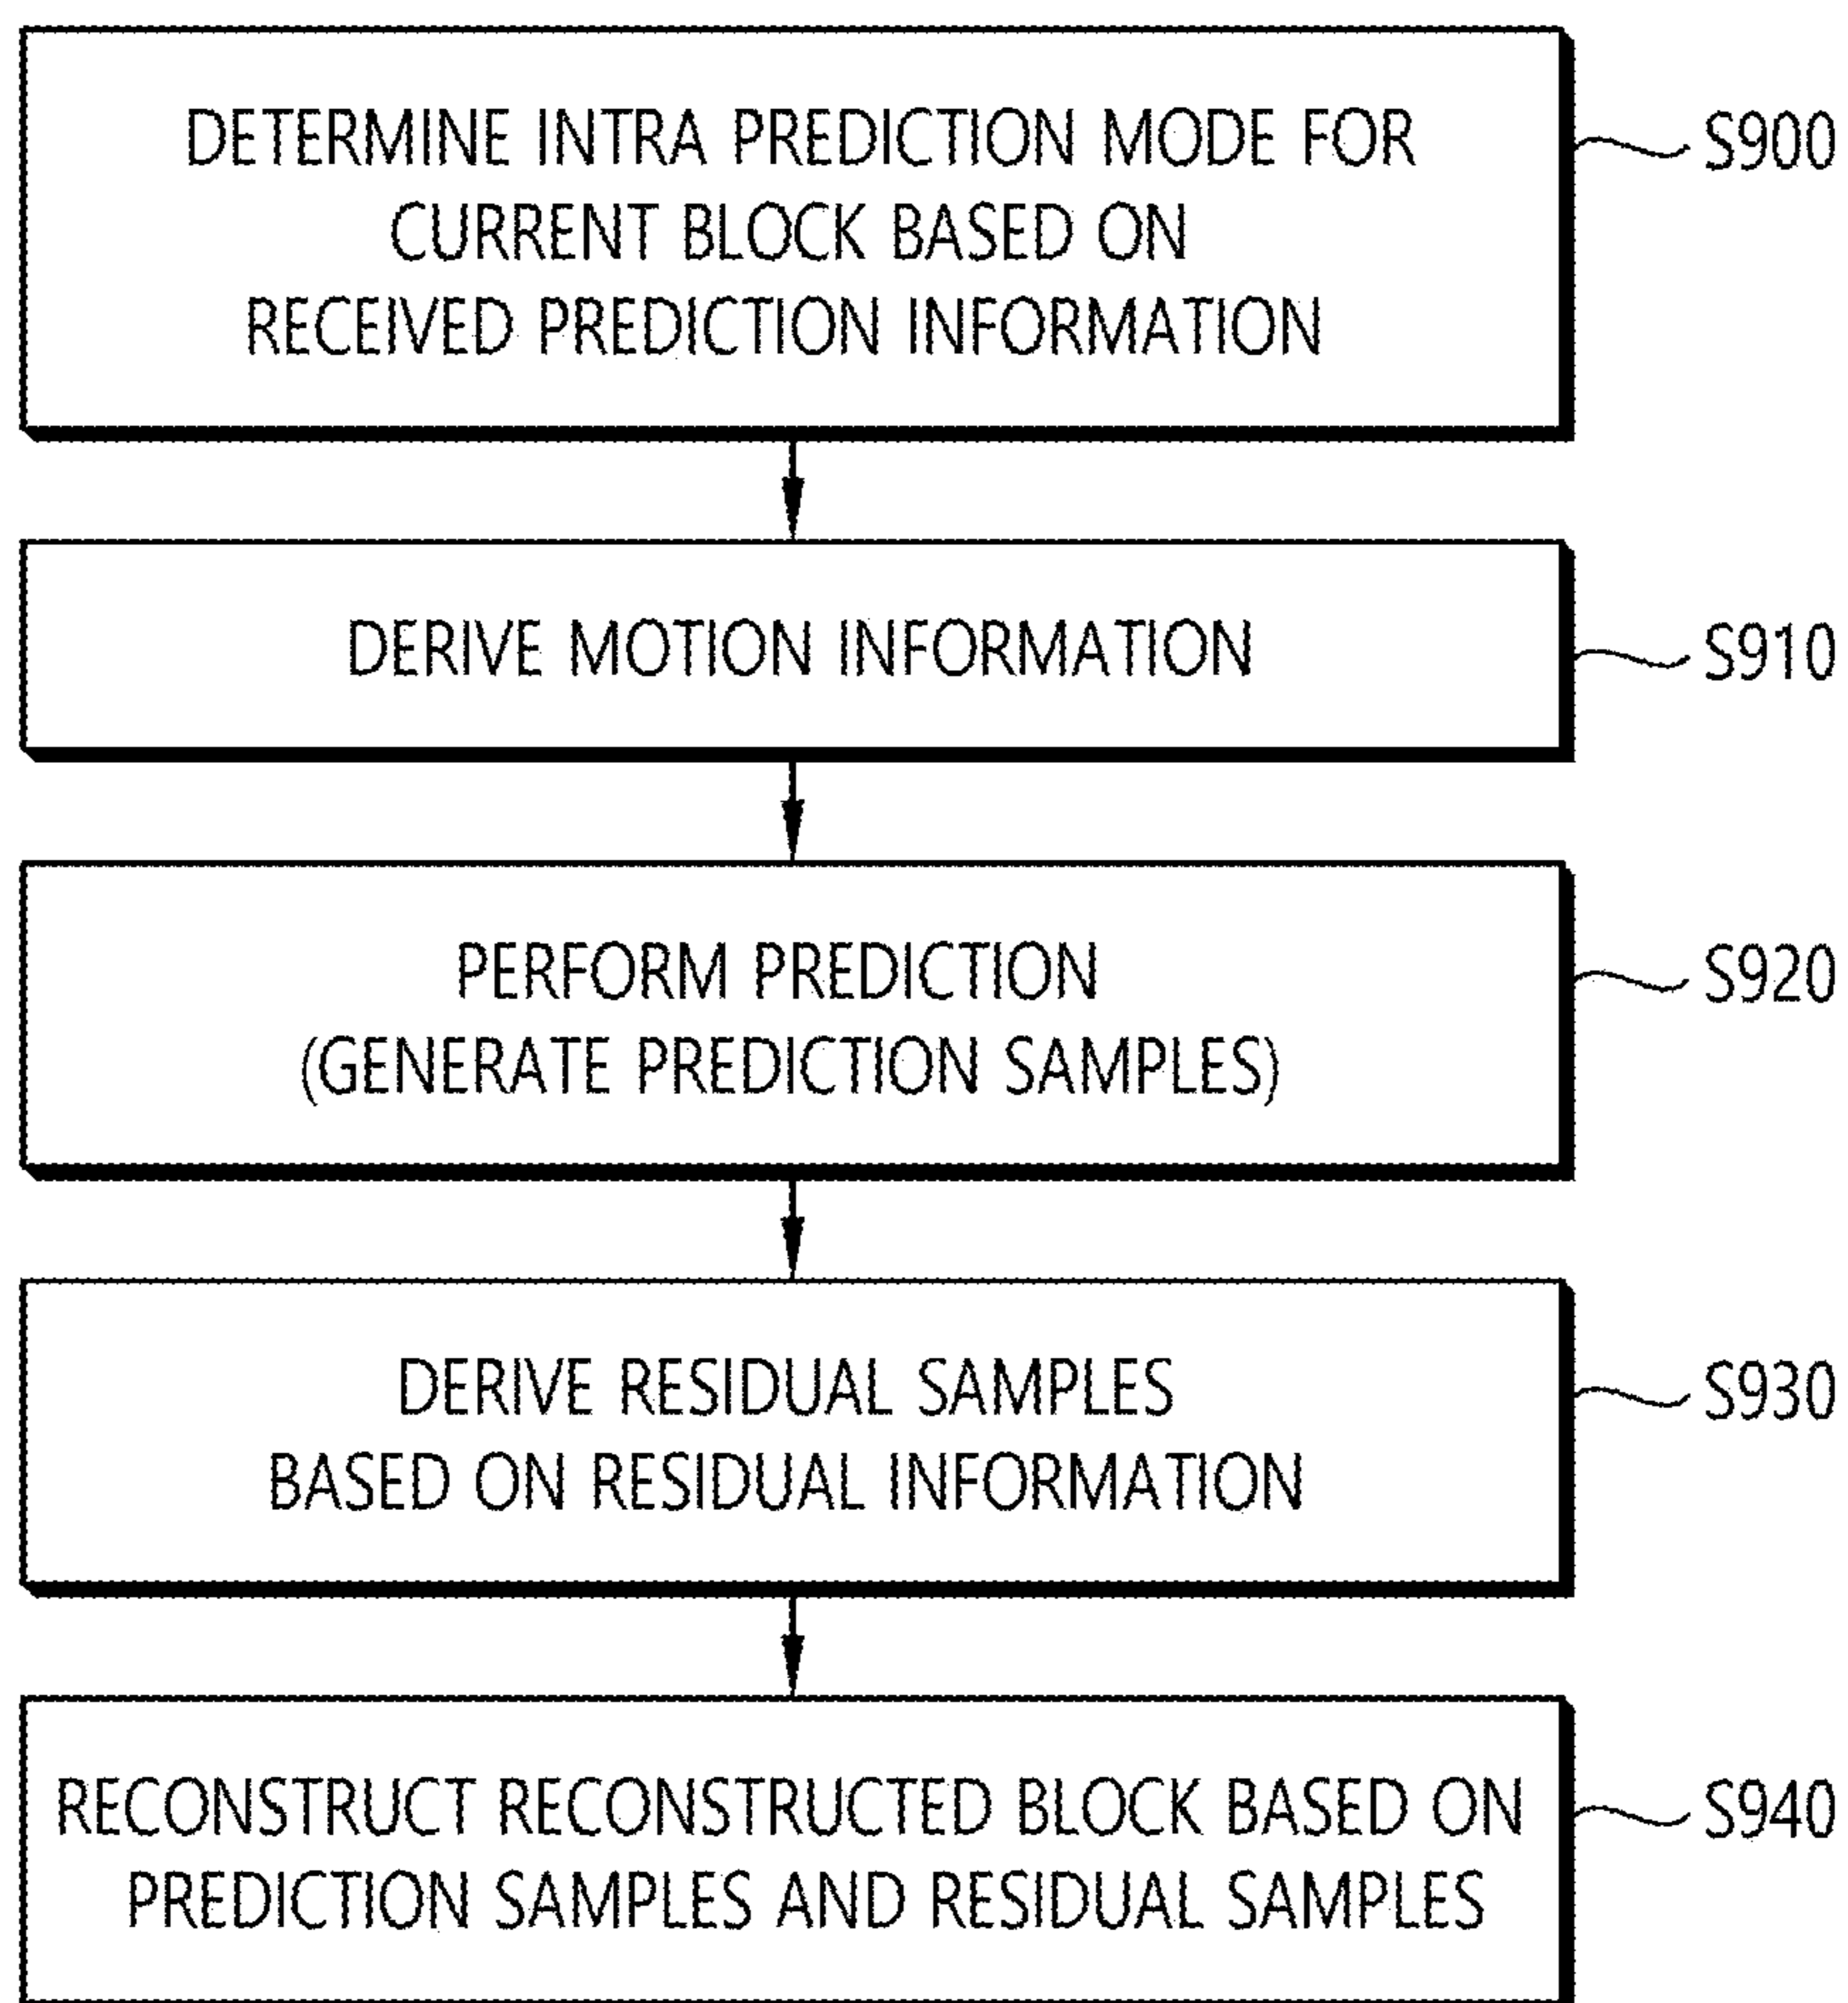 DETERMINE INTRA PREDICTION MODE FOR
CURRENT BLOCK BASED ON
RECEIVED PREDICTION INFORMATION
S900
DERIVE MOTION INFORMATION
S910
PERFORM PREDICTION
(GENERATE PREDICTION SAMPLES)
S920
DERIVE RESIDUAL SAMPLES
BASED ON RESIDUAL INFORMATION
S930
RECONSTRUCT RECONSTRUCTED BLOCK BASED ON
PREDICTION SAMPLES AND RESIDUAL SAMPLES
S940